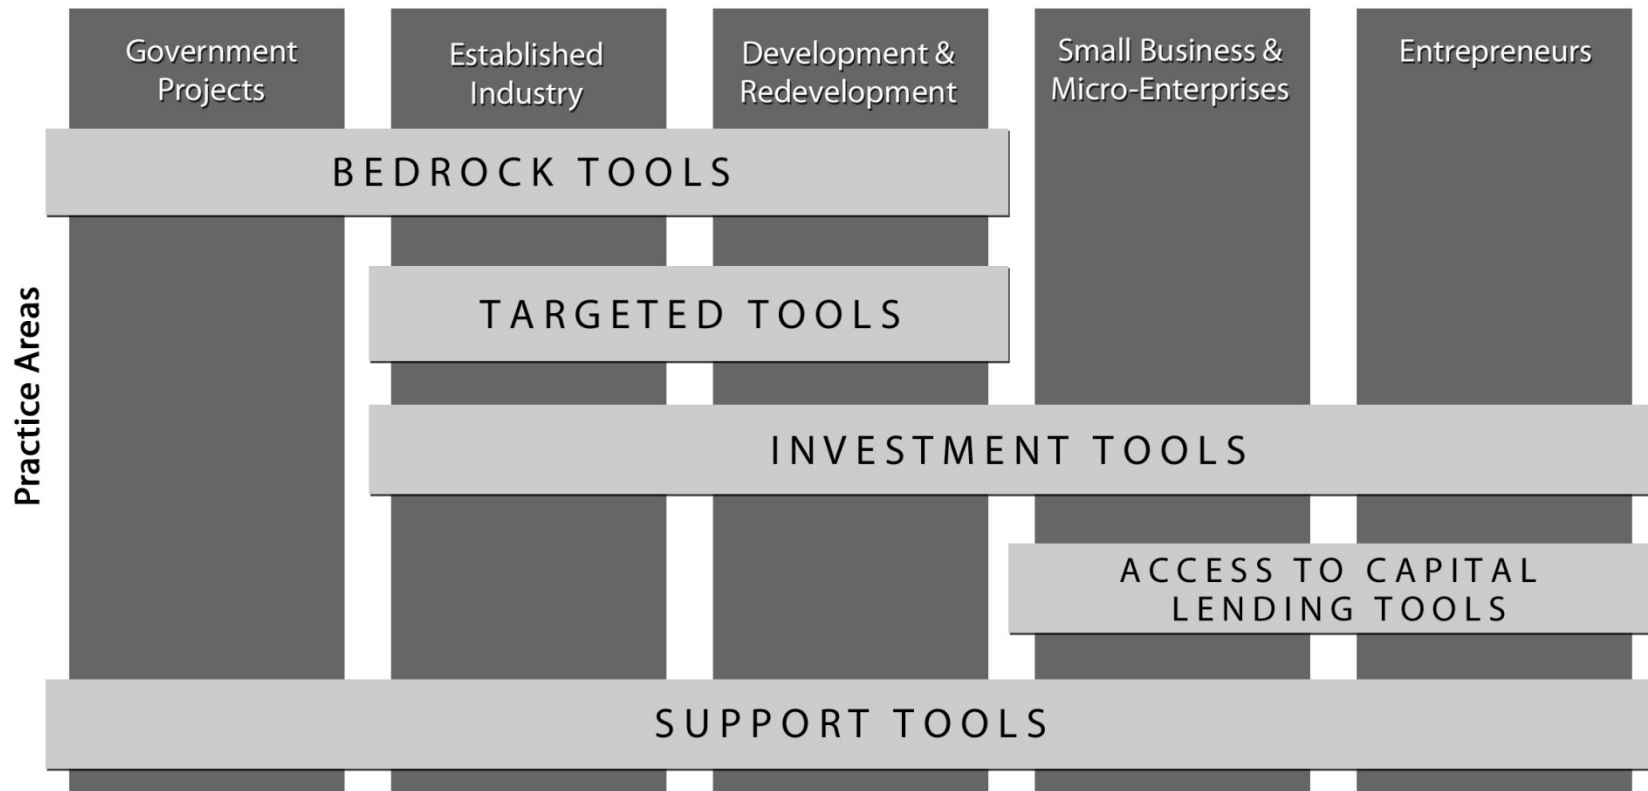 Government
Projects
Established
Industry
Development &
Redevelopment
Small Business &
Micro-Enterprises
Entrepreneurs
BEDROCK TOOLS
TARGETED TOOLS
Practice Areas
INVESTMENT TOOLS
ACCESS TO CAPITAL
LENDING TOOLS
SUPPORT TOOLS